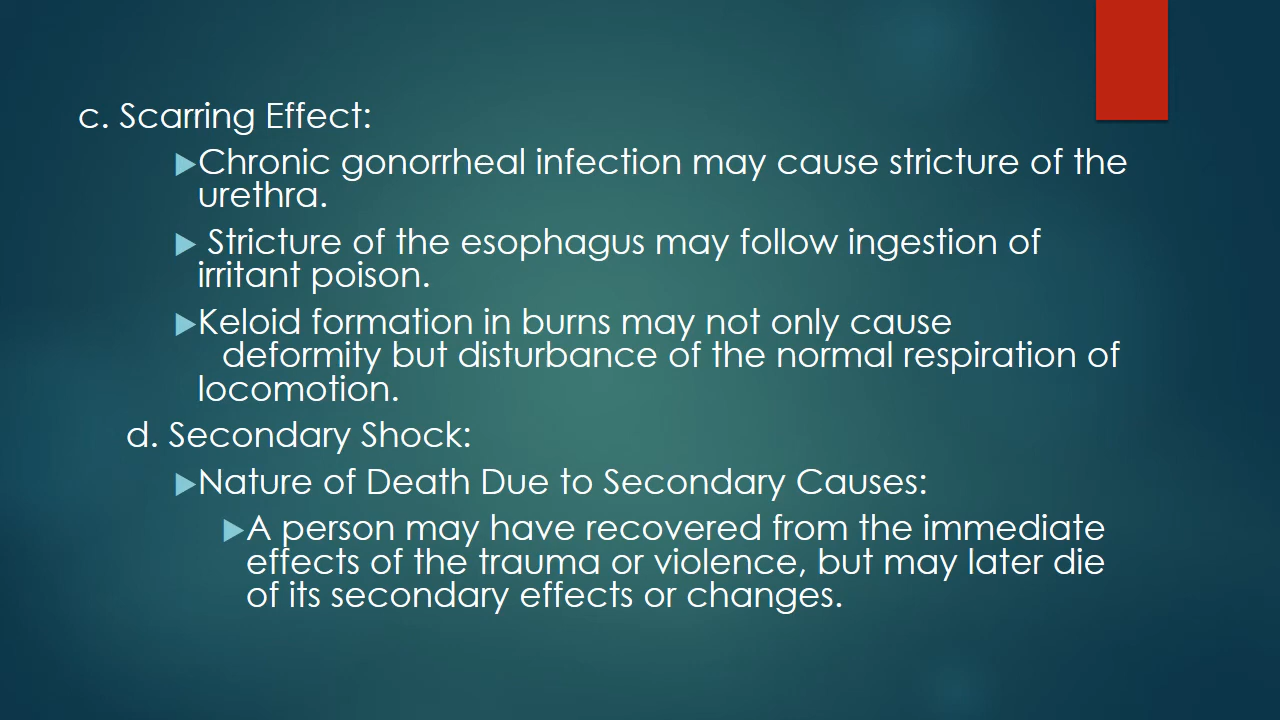 c. Scarring Effect:
Chronic gonorrheal infection may cause stricture of the
urethra.
Stricture of the esophagus may follow ingestion of
irritant poison.
Keloid formation in burns may not only cause
deformity but disturbance of the normal respiration of
locomotion.
d. Secondary Shock:
Nature of Death Due to Secondary Causes:
A person may have recovered from the immediate
effects of the trauma or violence, but may later die
of its secondary effects or changes.